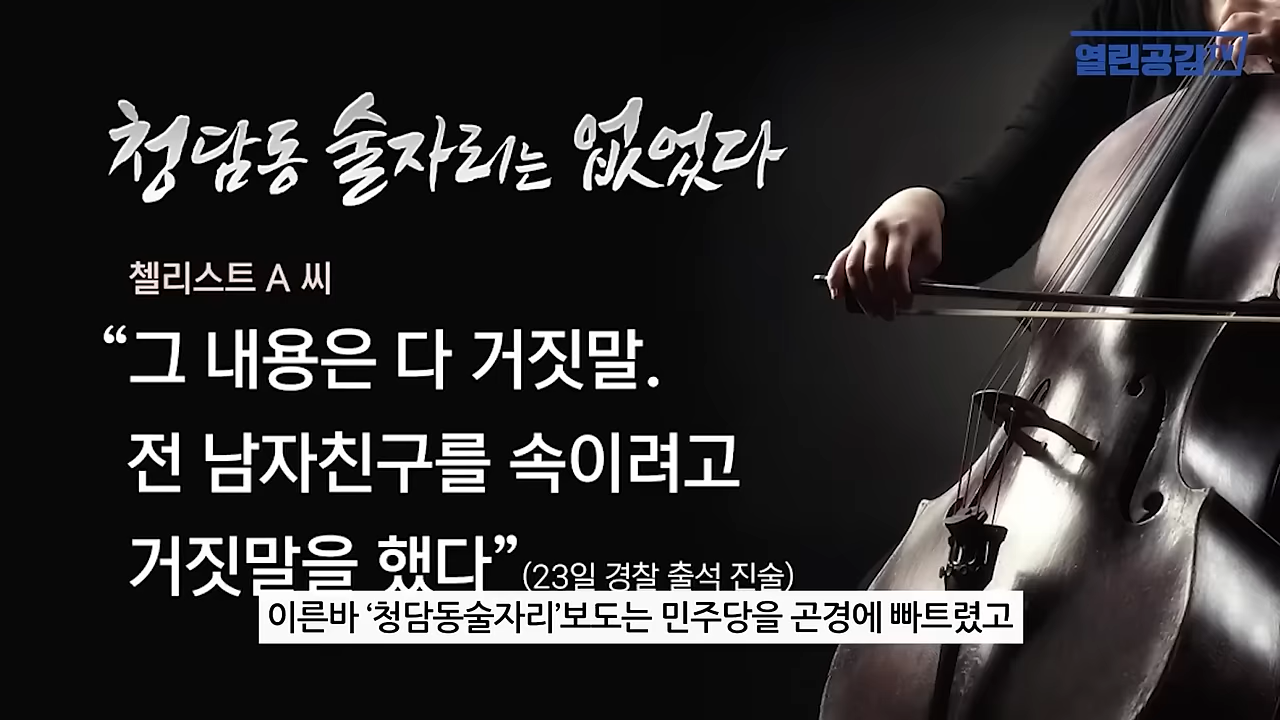 열린공감TV
청담동 술자리는 없었다
첼리스트 A 씨
“그 내용은 다 거짓말.
전 남자친구를 속이려고
거짓말을 했다” (23일 경찰 출석 진술)
이른바 ‘청담동술자리’보도는 민주당을 곤경에 빠트렸고